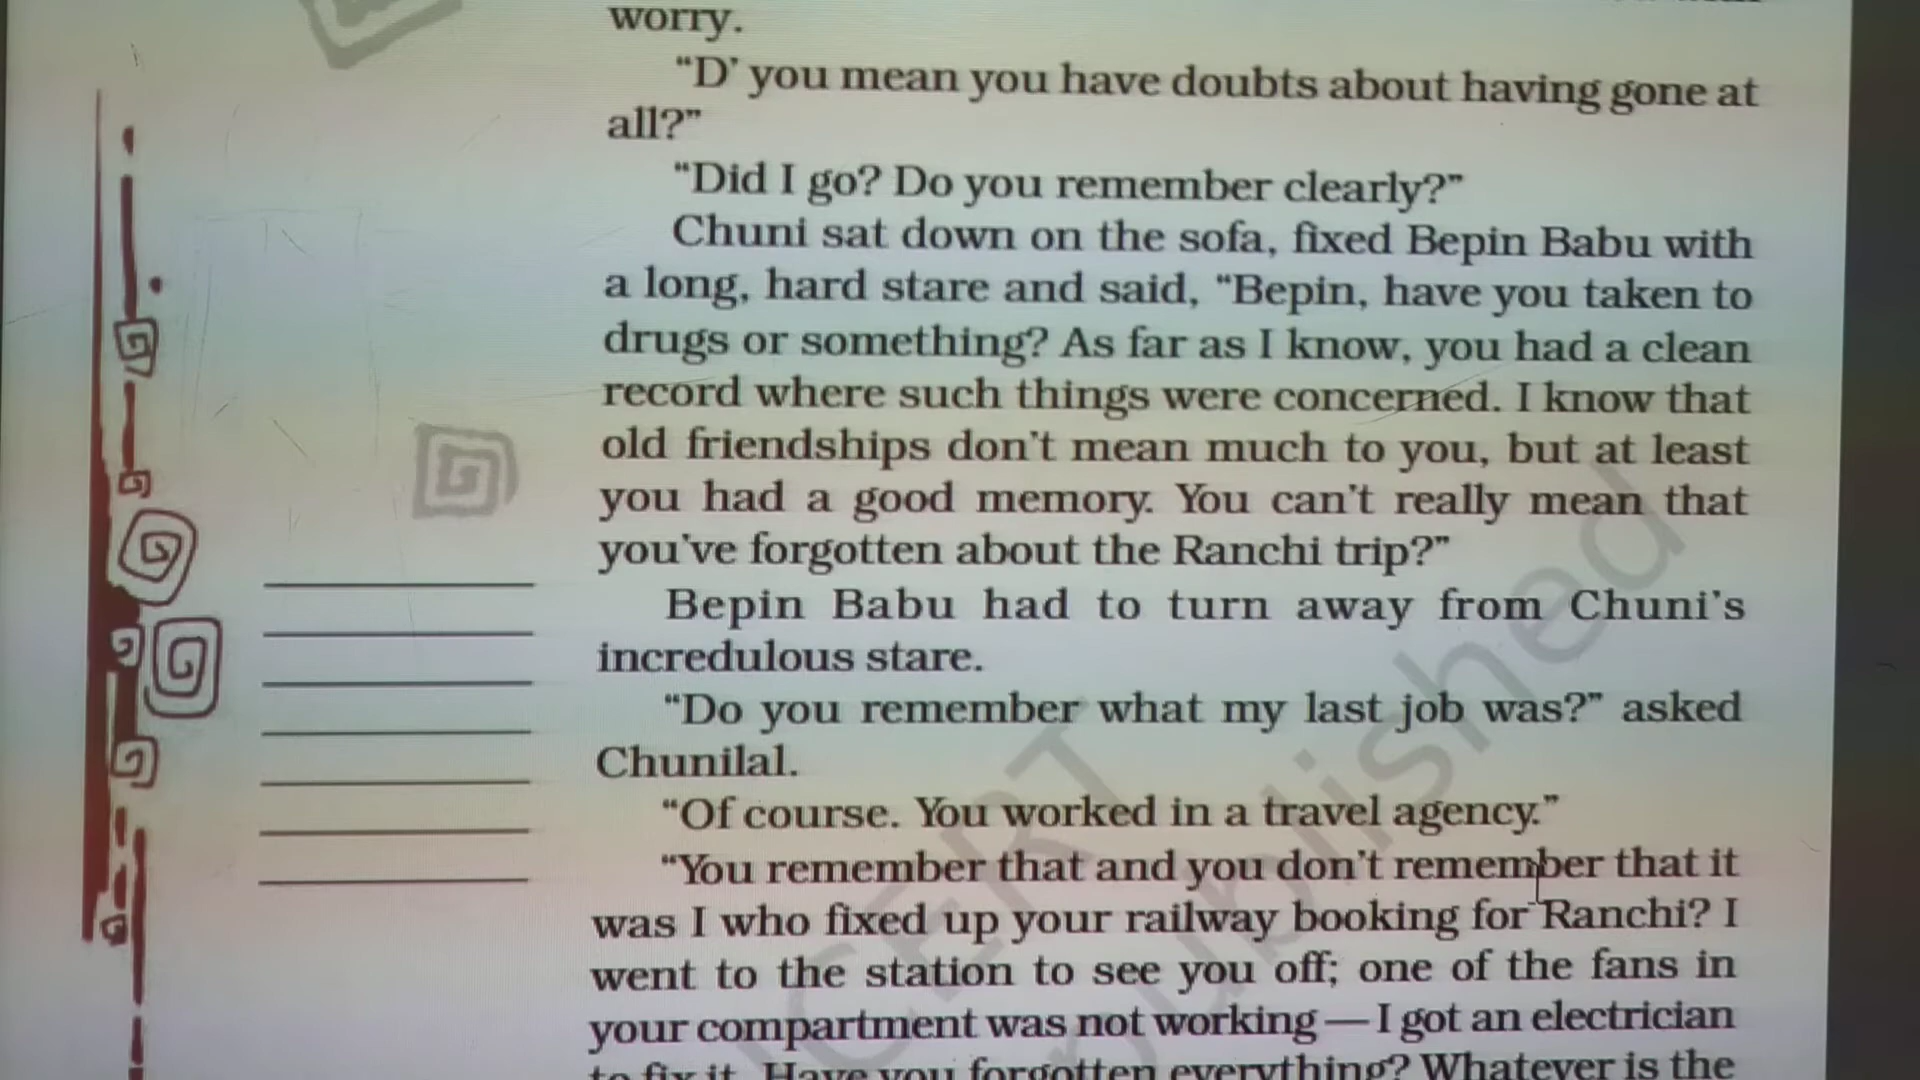 worry.
“D’ you mean you have doubts about having gone at
all?”
“Did I go? Do you remember clearly?”
Chuni sat down on the sofa, fixed Bepin Babu with
a long, hard stare and said, “Bepin, have you taken to
drugs or something? As far as I know, you had a clean
record where such things were concerned. I know that
old friendships don’t mean much to you, but at least
you had a good memory. You can’t really mean that
you’ve forgotten about the Ranchi trip?”
Bepin Babu had to turn away from Chuni’s
incredulous stare.
“Do you remember what my last job was?” asked
Chunilal.
“Of course. You worked in a travel agency.”
“You remember that and you don’t remember that it
was I who fixed up your railway booking for Ranchi? I
went to the station to see you off; one of the fans in
your compartment was not working — I got an electrician
to fix it. Have you forgotten everything? Whatever is the